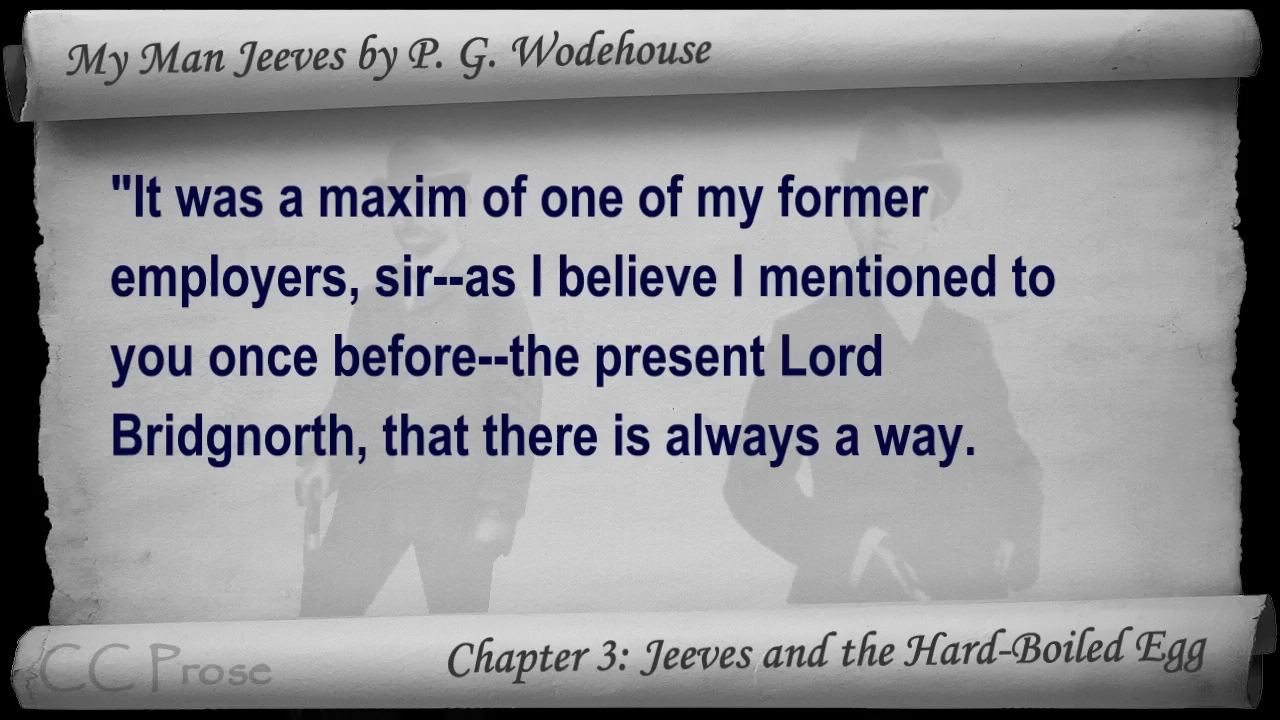 My Man Jeeves by P. G. Wodehouse
"It was a maxim of one of my former
employers, sir--as I believe I mentioned to
you once before--the present Lord
Bridgnorth, that there is always a way.
CC Prose
Chapter 3: Jeeves and the Hard-Boiled Egg